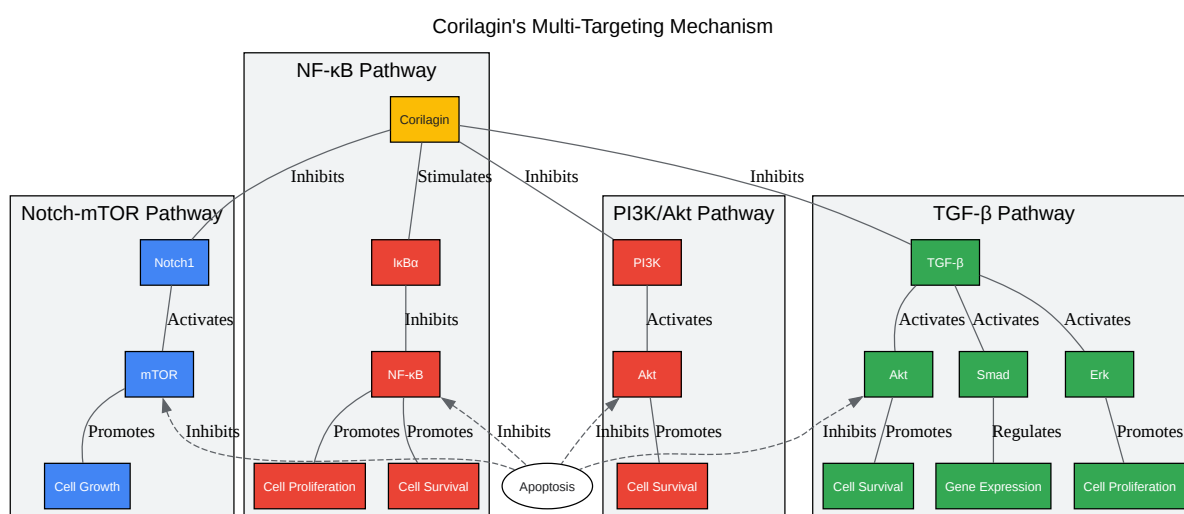 Corilagin's Multi-Targeting Mechanism
NF-κB Pathway
Corilagin
Inhibits
Stimulates
Inhibits
Inhibits
Notch-mTOR Pathway
PI3K/Akt Pathway
TGF-β Pathway
Notch1
IκBα
PI3K
TGF-β
Activates
Inhibits
Activates
Activates
Activates
Activates
mTOR
NF-κB
Akt
Akt
Smad
Erk
Promotes
Inhibits
Promotes
Promotes
Inhibits
Inhibits
Promotes
Inhibits
Promotes
Regulates
Promotes
Cell Growth
Cell Proliferation
Cell Survival
Apoptosis
Cell Survival
Cell Survival
Gene Expression
Cell Proliferation